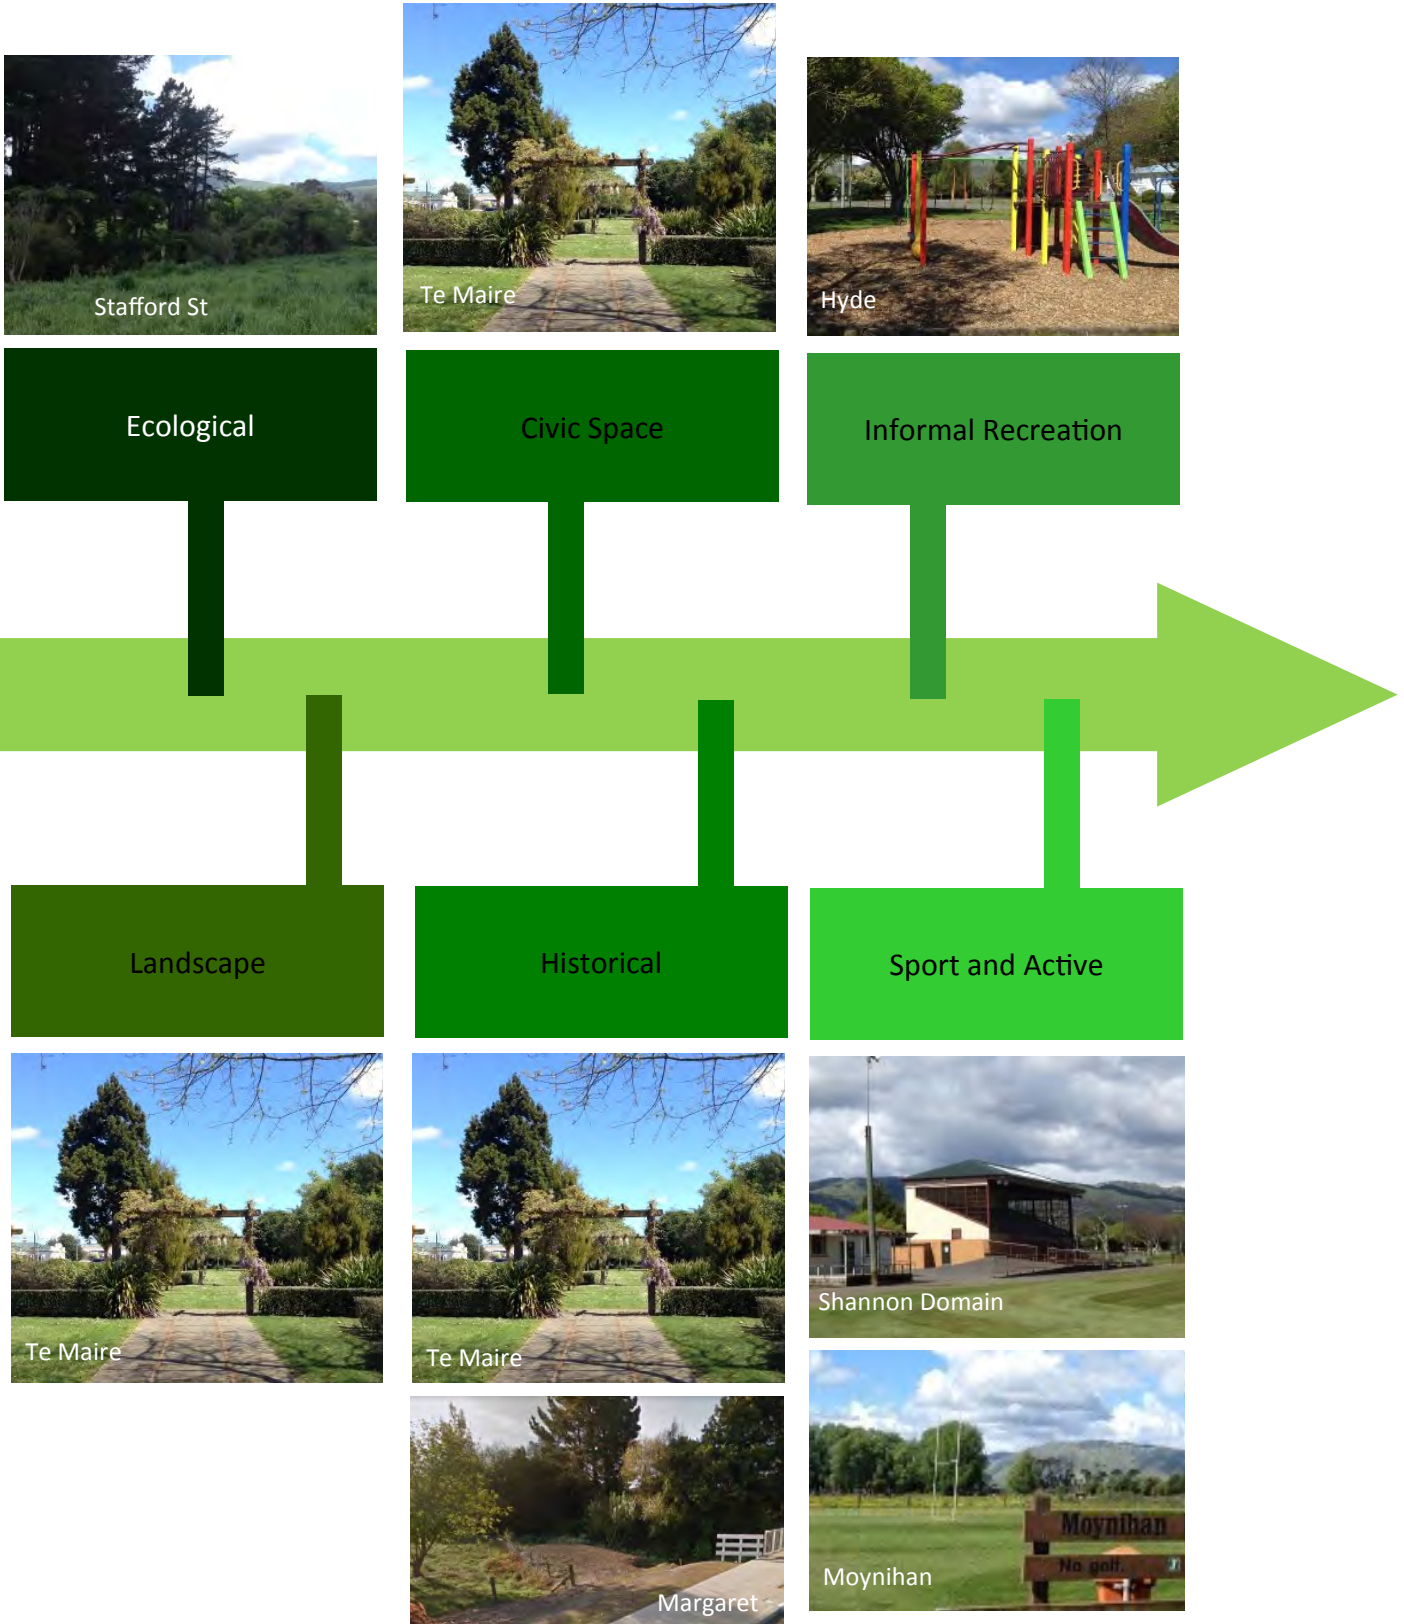 Stafford St
Te Maire
Hyde
Ecological
Civic Space
Informal Recreation
Landscape
Historical
Sport and Active
Te Maire
Te Maire
Shannon Domain
Margaret
Moynihan
Moynihan
No golf.